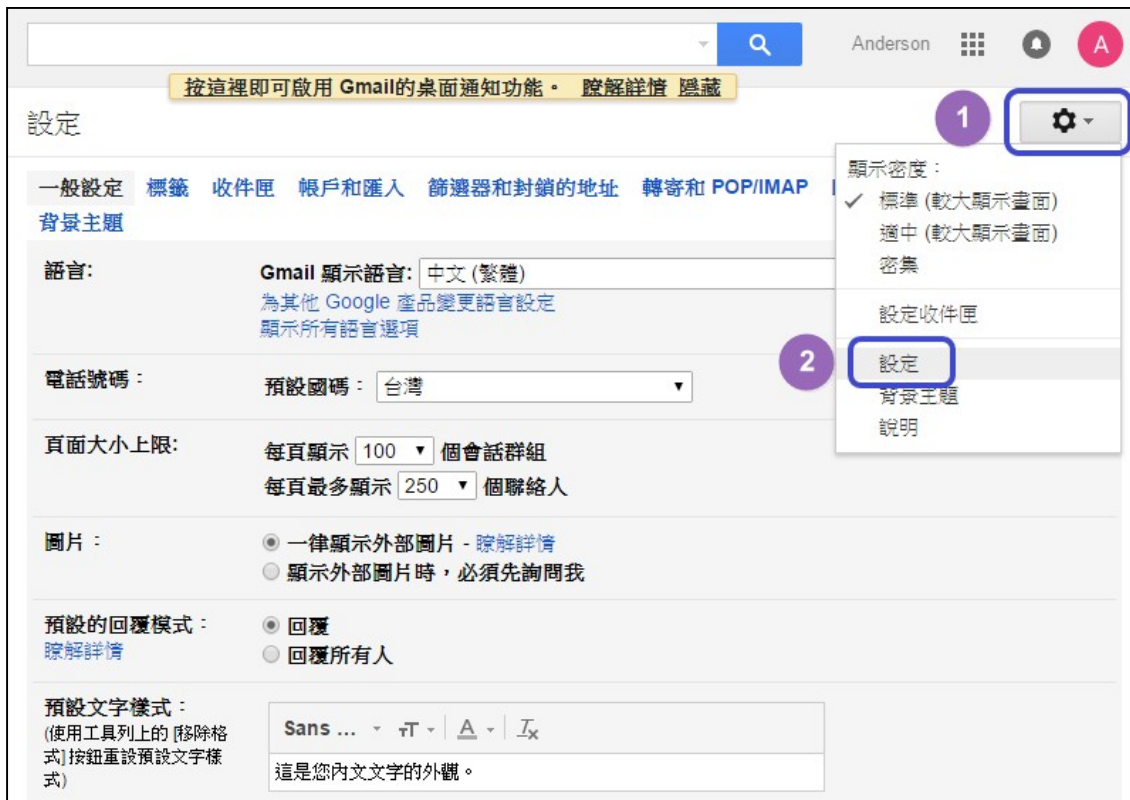 Anderson
A
按這裡即可啟用 Gmail的桌面通知功能。 瞭解詳情 隱藏
設定
1
一般設定 標籤 收件匣 帳戶和匯入 篩選器和封鎖的地址 轉寄和 POP/IMAP
背景主題
顯示密度：
✓ 標準 (較大顯示畫面)
適中 (較大顯示畫面)
密集
設定收件匣
2
設定
背景主題
說明
語言:
Gmail 顯示語言: 中文 (繁體)
為其他 Google 產品變更語言設定
顯示所有語言選項
電話號碼：
預設國碼： 台灣
頁面大小上限:
每頁顯示 100 個會話群組
每頁最多顯示 250 個聯絡人
圖片：
一律顯示外部圖片 - 瞭解詳情
顯示外部圖片時，必須先詢問我
預設的回覆模式：
瞭解詳情
回覆
回覆所有人
預設文字樣式：
(使用工具列上的 [移除格
式] 按鈕重設預設文字樣
式)
Sans ... TT A Tx
這是您內文文字的外觀。